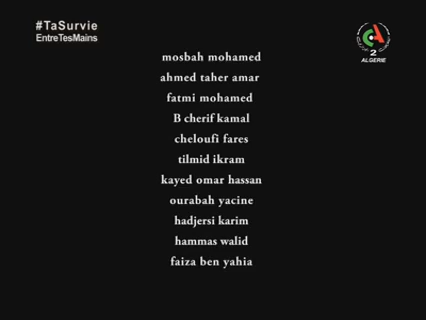 #TaSurvie
EntreTesMains
2
ALGERIE
mosbah mohamed
ahmed taher amar
fatmi mohamed
B cherif kamal
cheloufi fares
tilmid ikram
kayed omar hassan
ourabah yacine
hadjersi karim
hammas walid
faiza ben yahia